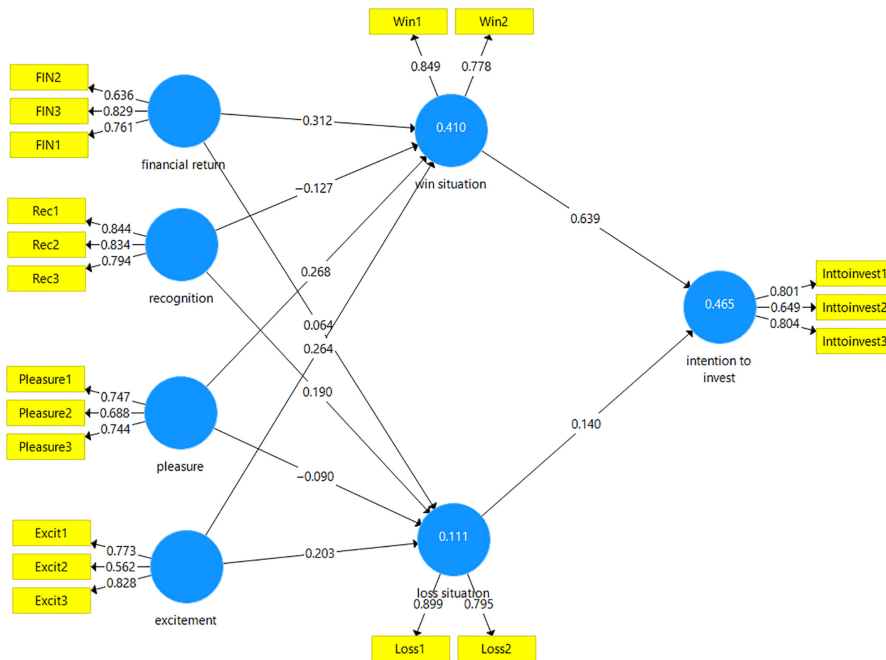 Win1
Win2
0.849
0.778
FIN2
FIN3
FIN1
0.636
0.829
0.761
financial return
0.312
0.410
win situation
Rec1
Rec2
Rec3
0.844
0.834
0.794
recognition
−0.127
0.639
0.268
0.064
0.264
0.190
0.465
intention to
invest
0.801
0.649
0.804
Inttoinvest1
Inttoinvest2
Inttoinvest3
Pleasure1
Pleasure2
Pleasure3
0.747
0.688
0.744
pleasure
−0.090
0.140
Excit1
Excit2
Excit3
0.773
0.562
0.828
excitement
0.203
0.111
loss situation
0.899
0.795
Loss1
Loss2